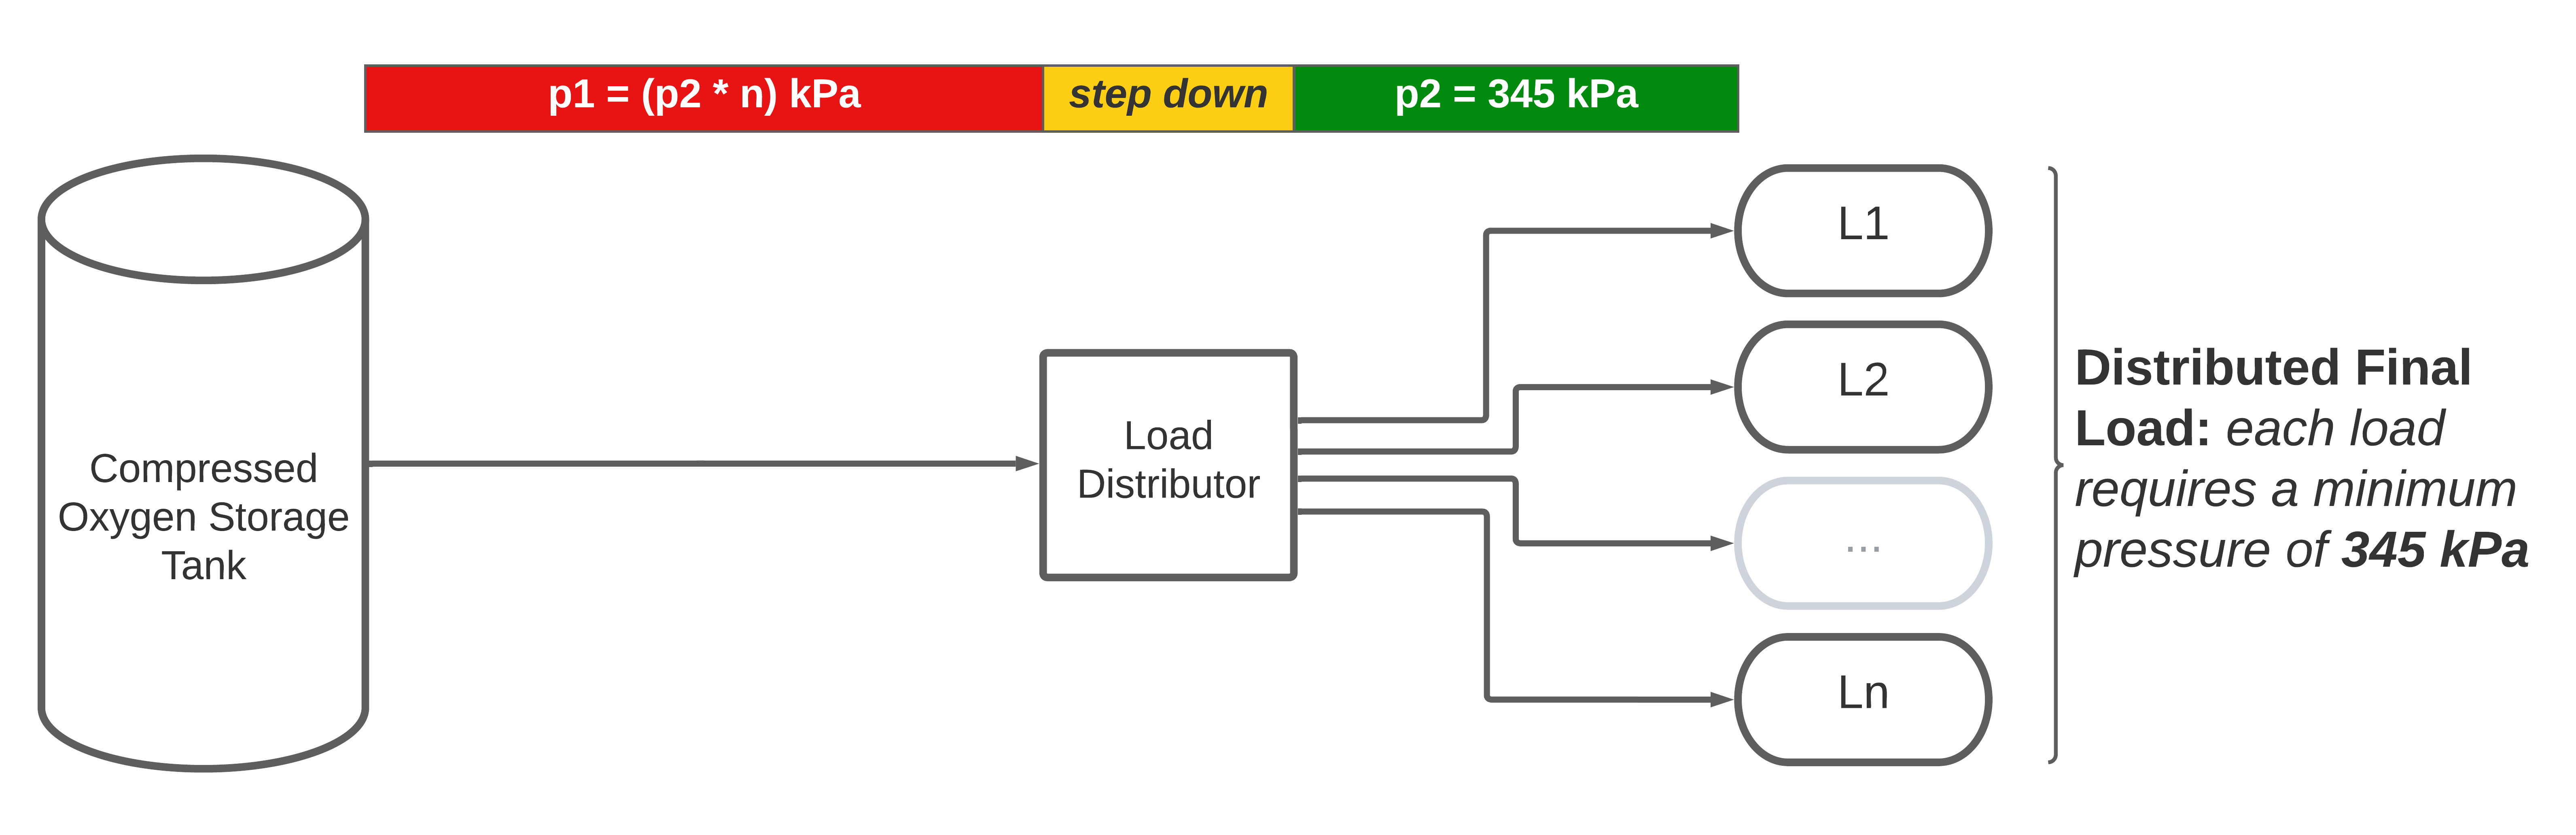 p1 = (p2 * n) kPa
step down
p2 = 345 kPa
Compressed
Oxygen Storage
Tank
Load
Distributor
L1
L2
...
Ln
Distributed Final
Load: each load
requires a minimum
pressure of 345 kPa